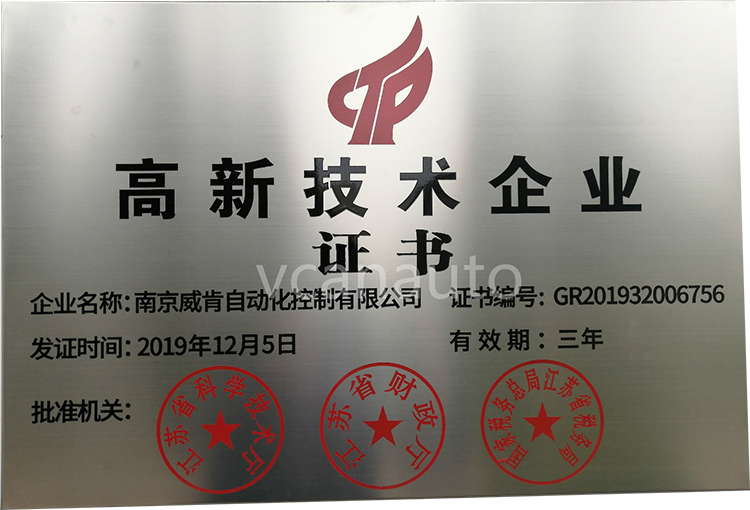 高新技术企业
证书
vcanauto
企业名称：南京威肯自动化控制有限公司 证书编号：GR201932006756
发证时间：2019年12月5日 有效期：三年
批准机关：
江苏省科学技术厅
江苏省财政厅
国家税务总局江苏省税务局